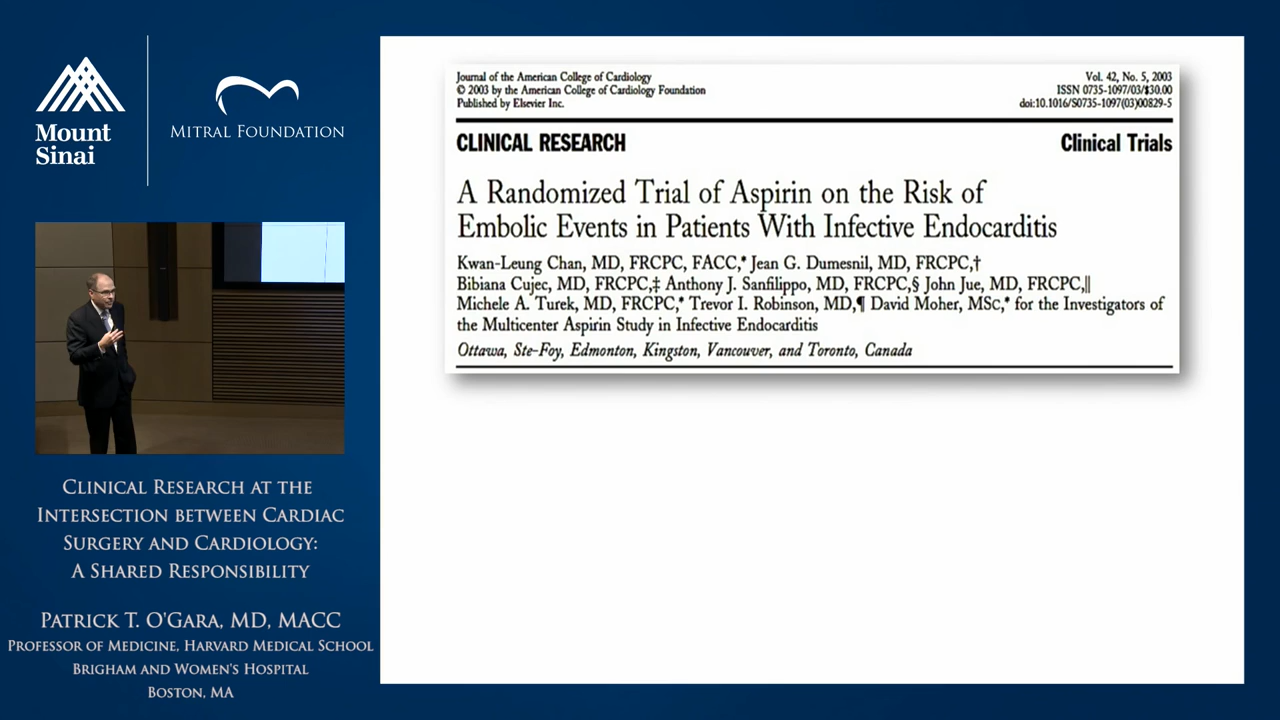 Mount
Sinai
MITRAL FOUNDATION
CLINICAL RESEARCH AT THE
INTERSECTION BETWEEN CARDIAC
SURGERY AND CARDIOLOGY:
A SHARED RESPONSIBILITY
PATRICK T. O'GARA, MD, MACC
PROFESSOR OF MEDICINE, HARVARD MEDICAL SCHOOL
BRIGHAM AND WOMEN'S HOSPITAL
BOSTON, MA
Journal of the American College of Cardiology
© 2003 by the American College of Cardiology Foundation
Published by Elsevier Inc.
Vol. 42, No. 5, 2003
ISSN 0735-1097/03/$30.00
doi:10.1016/S0735-1097(03)00829-5
CLINICAL RESEARCH
Clinical Trials
A Randomized Trial of Aspirin on the Risk of
Embolic Events in Patients With Infective Endocarditis
Kwan-Leung Chan, MD, FRCPC, FACC,* Jean G. Dumesnil, MD, FRCPC,†
Bibiana Cujec, MD, FRCPC,‡ Anthony J. Sanfilippo, MD, FRCPC,§ John Jue, MD, FRCPC,||
Michele A. Turek, MD, FRCPC,* Trevor I. Robinson, MD,¶ David Moher, MSc,* for the Investigators of
the Multicenter Aspirin Study in Infective Endocarditis
Ottawa, Ste-Foy, Edmonton, Kingston, Vancouver, and Toronto, Canada